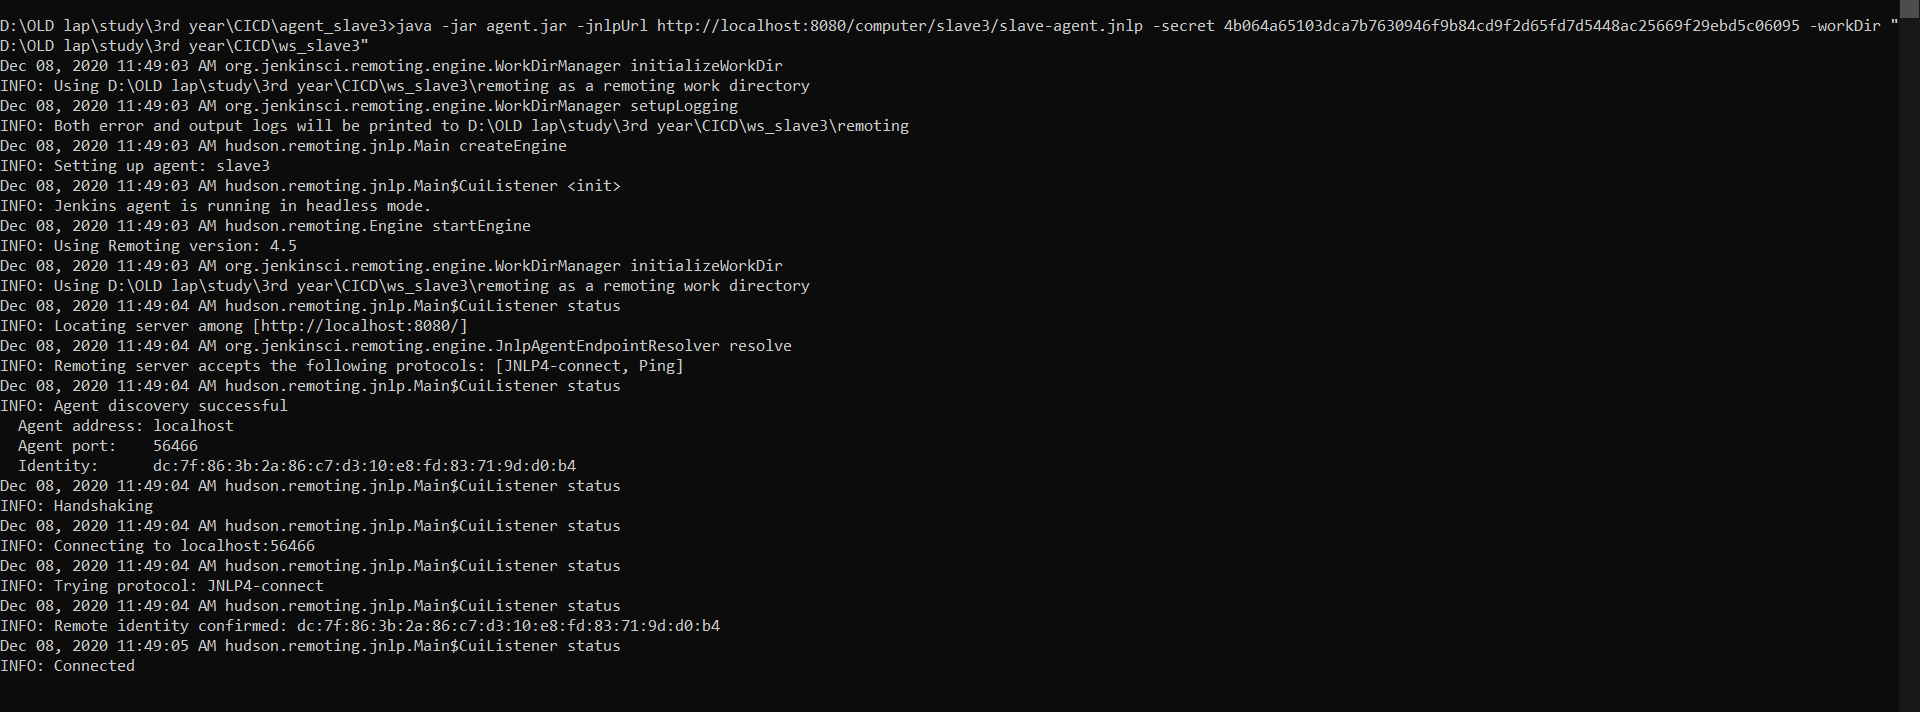 D:\OLD lap\study\3rd year\CICD\agent_slave3>java -jar agent.jar -jnlpUrl http://localhost:8080/computer/slave3/slave-agent.jnlp -secret 4b064a65103dca7b7630946f9b84cd9f2d65fd7d5448ac25669f29ebd5c06095 -workDir "
D:\OLD lap\study\3rd year\CICD\ws_slave3"
Dec 08, 2020 11:49:03 AM org.jenkinsci.remoting.engine.WorkDirManager initializeWorkDir
INFO: Using D:\OLD lap\study\3rd year\CICD\ws_slave3\remoting as a remoting work directory
Dec 08, 2020 11:49:03 AM org.jenkinsci.remoting.engine.WorkDirManager setupLogging
INFO: Both error and output logs will be printed to D:\OLD lap\study\3rd year\CICD\ws_slave3\remoting
Dec 08, 2020 11:49:03 AM hudson.remoting.jnlp.Main createEngine
INFO: Setting up agent: slave3
Dec 08, 2020 11:49:03 AM hudson.remoting.jnlp.Main$CuiListener <init>
INFO: Jenkins agent is running in headless mode.
Dec 08, 2020 11:49:03 AM hudson.remoting.Engine startEngine
INFO: Using Remoting version: 4.5
Dec 08, 2020 11:49:03 AM org.jenkinsci.remoting.engine.WorkDirManager initializeWorkDir
INFO: Using D:\OLD lap\study\3rd year\CICD\ws_slave3\remoting as a remoting work directory
Dec 08, 2020 11:49:04 AM hudson.remoting.jnlp.Main$CuiListener status
INFO: Locating server among [http://localhost:8080/]
Dec 08, 2020 11:49:04 AM org.jenkinsci.remoting.engine.JnlpAgentEndpointResolver resolve
INFO: Remoting server accepts the following protocols: [JNLP4-connect, Ping]
Dec 08, 2020 11:49:04 AM hudson.remoting.jnlp.Main$CuiListener status
INFO: Agent discovery successful
  Agent address: localhost
  Agent port:    56466
  Identity:      dc:7f:86:3b:2a:86:c7:d3:10:e8:fd:83:71:9d:d0:b4
Dec 08, 2020 11:49:04 AM hudson.remoting.jnlp.Main$CuiListener status
INFO: Handshaking
Dec 08, 2020 11:49:04 AM hudson.remoting.jnlp.Main$CuiListener status
INFO: Connecting to localhost:56466
Dec 08, 2020 11:49:04 AM hudson.remoting.jnlp.Main$CuiListener status
INFO: Trying protocol: JNLP4-connect
Dec 08, 2020 11:49:04 AM hudson.remoting.jnlp.Main$CuiListener status
INFO: Remote identity confirmed: dc:7f:86:3b:2a:86:c7:d3:10:e8:fd:83:71:9d:d0:b4
Dec 08, 2020 11:49:05 AM hudson.remoting.jnlp.Main$CuiListener status
INFO: Connected